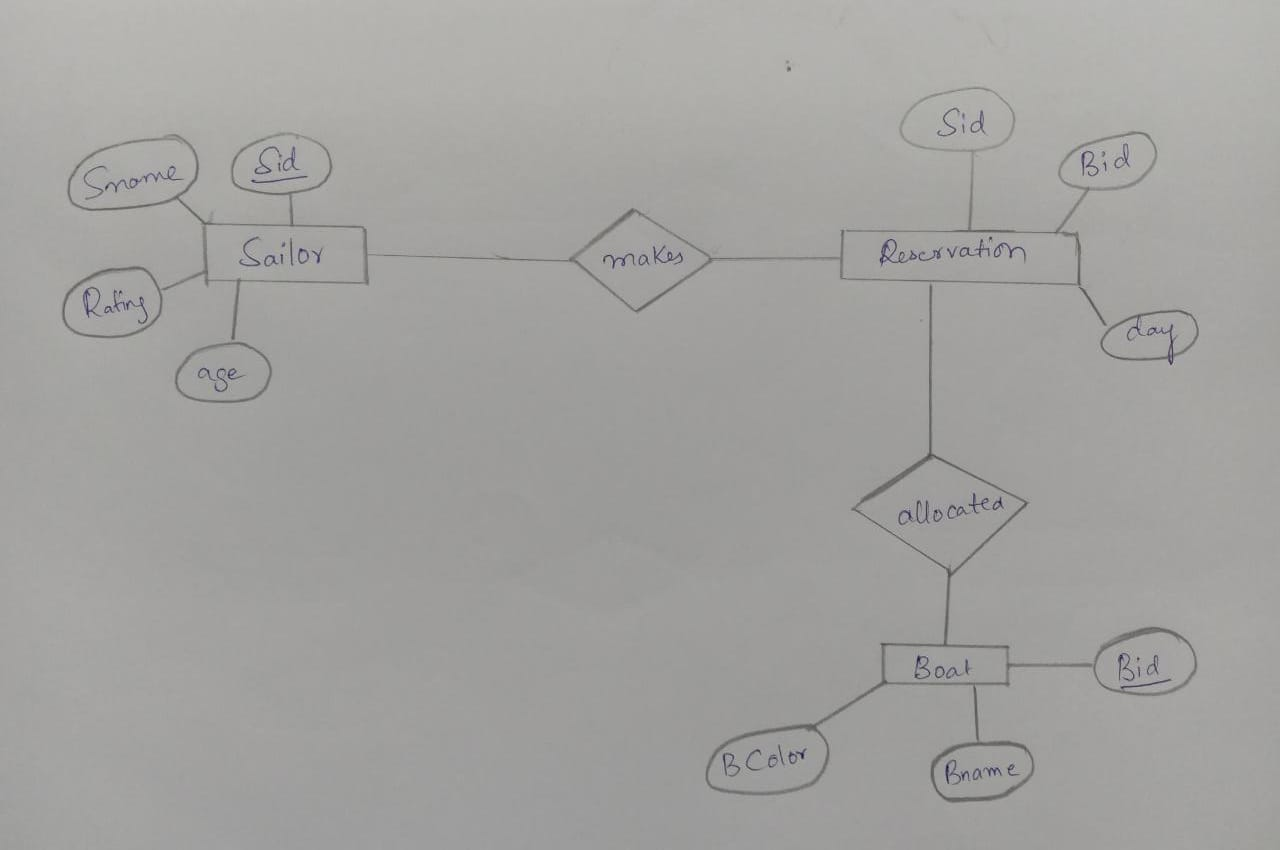 Sid
Bid
Sname
Sid
Sailor
makes
Reservation
Rating
day
age
allocated
Boat
Bid
BColor
Bname